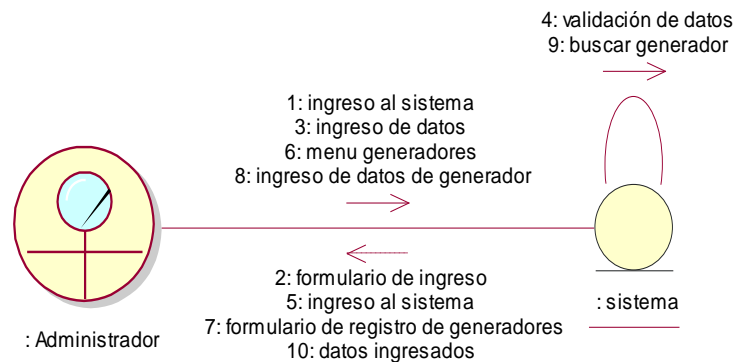 4: validación de datos
9: buscar generador
1: ingreso al sistema
3: ingreso de datos
6: menu generadores
8: ingreso de datos de generador
2: formulario de ingreso
5: ingreso al sistema
7: formulario de registro de generadores
10: datos ingresados
: Administrador
: sistema